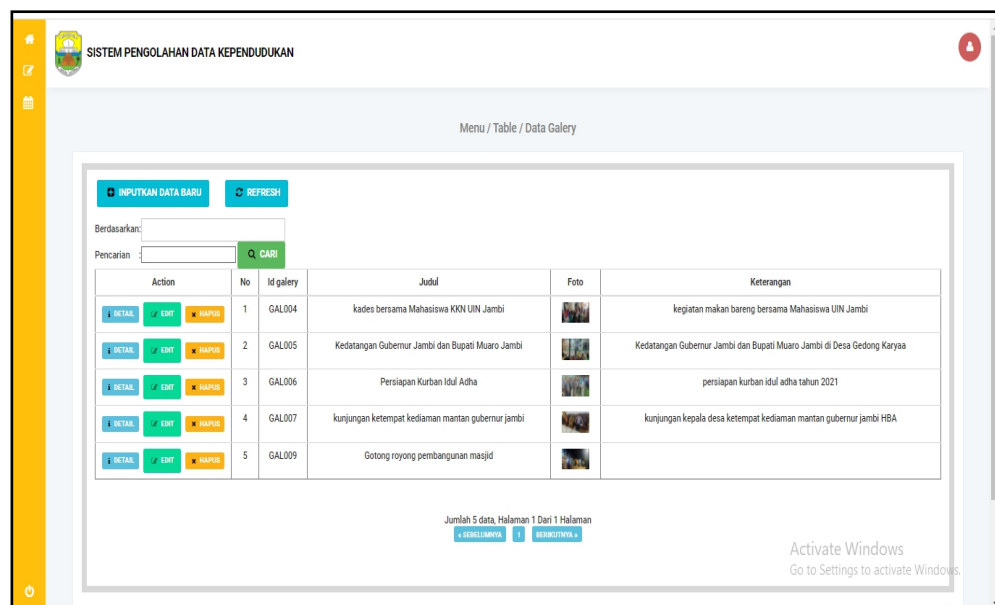 SISTEM PENGOLAHAN DATA KEPENDUDUKAN
Menu / Table / Data Galery
INPUTKAN DATA BARU REFRESH
Berdasarkan:
Pencarian : CARI
Action No Id galery Judul Foto Keterangan
DETAIL EDIT HAPUS 1 GAL004 kades bersama Mahasiswa KKN UIN Jambi kegiatan makan bareng bersama Mahasiswa UIN Jambi
DETAIL EDIT HAPUS 2 GAL005 Kedatangan Gubernur Jambi dan Bupati Muaro Jambi Kedatangan Gubernur Jambi dan Bupati Muaro Jambi di Desa Gedong Karyaa
DETAIL EDIT HAPUS 3 GAL006 Persiapan Kurban Idul Adha persiapan kurban idul adha tahun 2021
DETAIL EDIT HAPUS 4 GAL007 kunjungan ketempat kediaman mantan gubernur jambi kunjungan kepala desa ketempat kediaman mantan gubernur jambi HBA
DETAIL EDIT HAPUS 5 GAL009 Gotong royong pembangunan masjid
Jumlah 5 data, Halaman 1 Dari 1 Halaman
« SEBELUMNYA 1 BERIKUTNYA »
Activate Windows
Go to Settings to activate Windows.